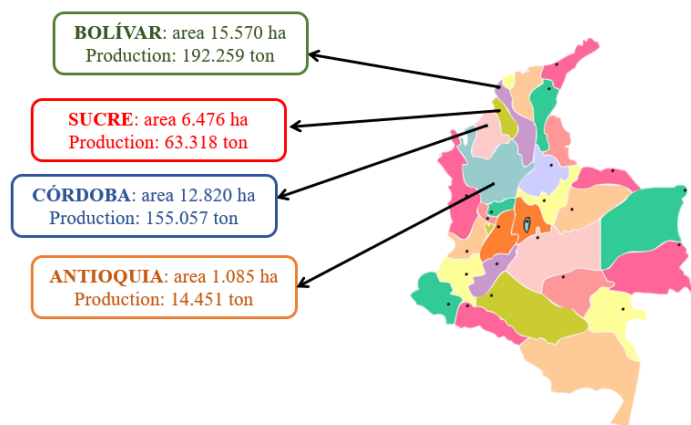 BOLÍVAR: area 15.570 ha
Production: 192.259 ton
SUCRE: area 6.476 ha
Production: 63.318 ton
CÓRDOBA: area 12.820 ha
Production: 155.057 ton
ANTIOQUIA: area 1.085 ha
Production: 14.451 ton